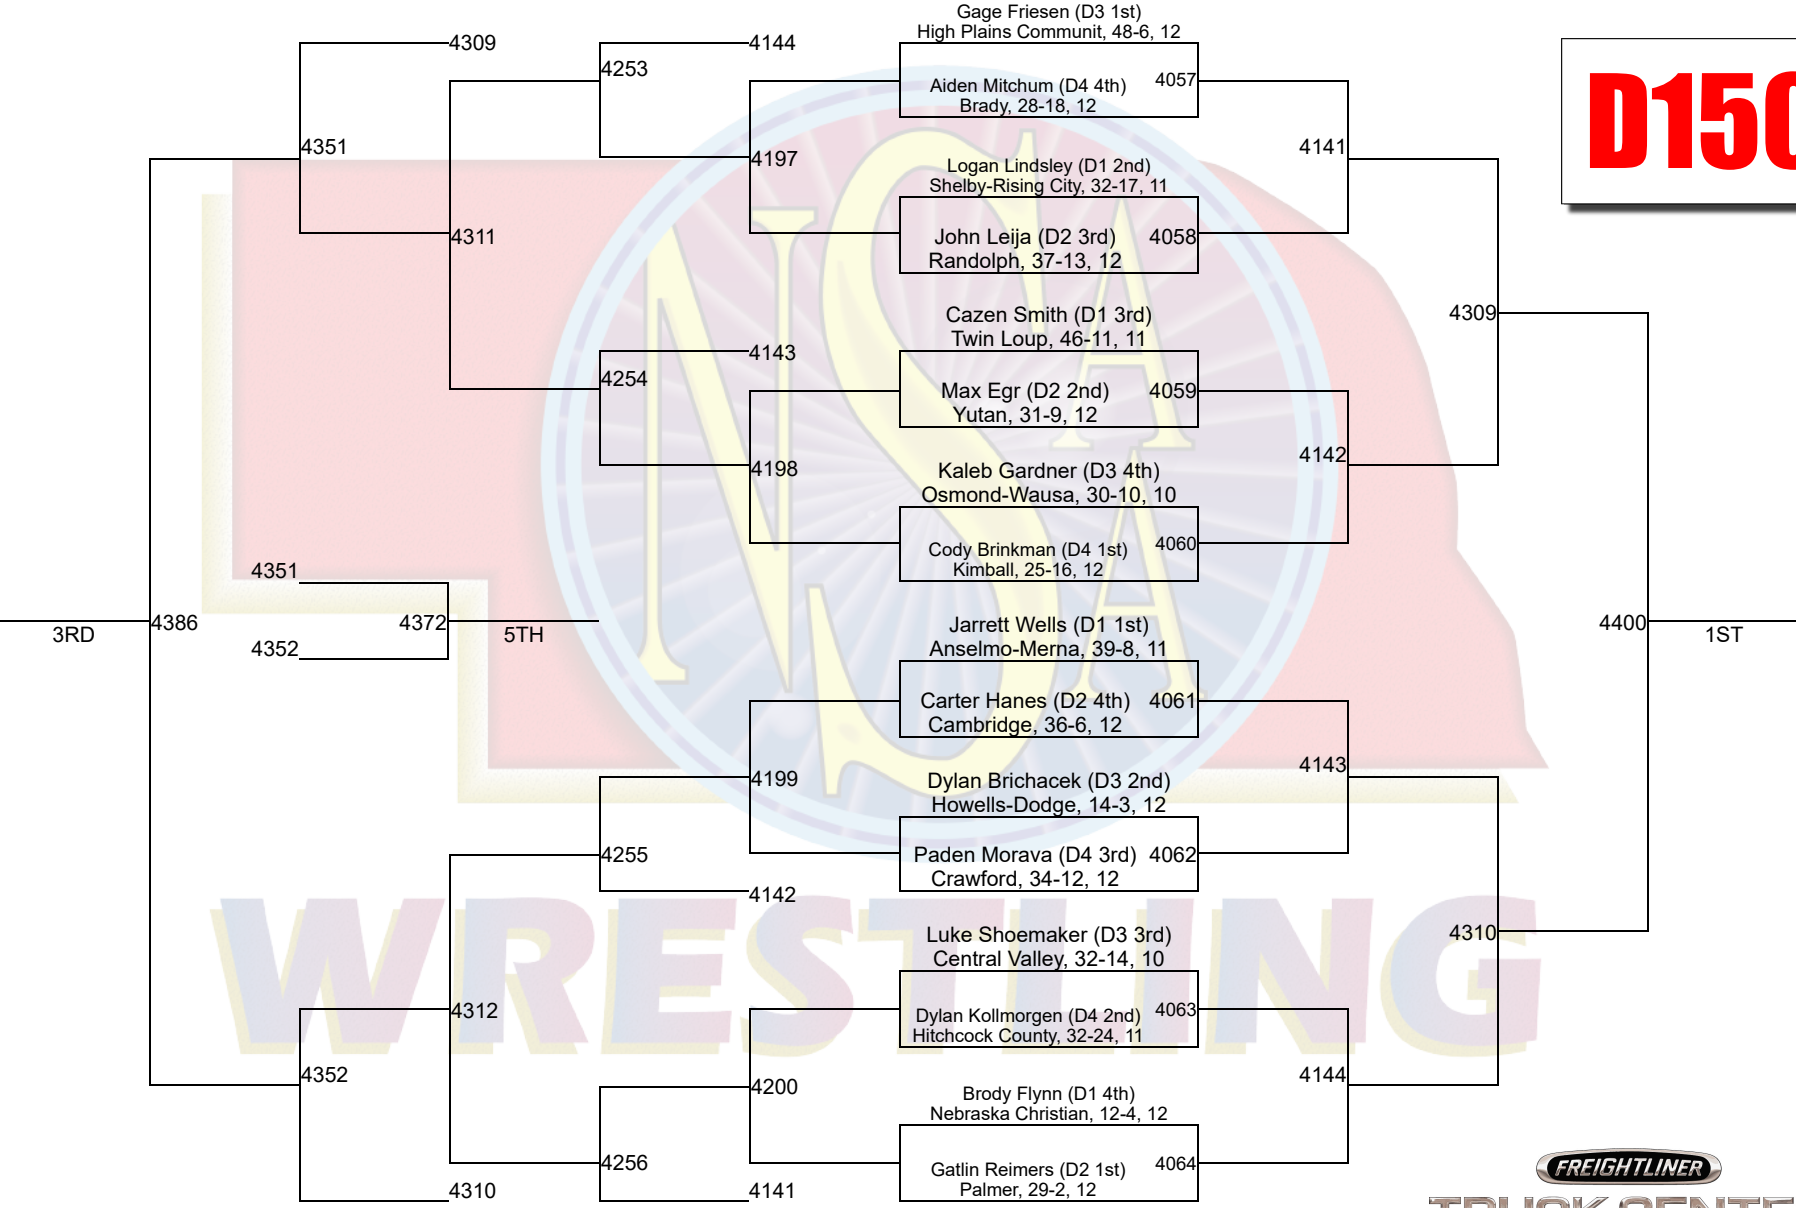 Gage Friesen (D3 1st)
High Plains Communit, 48-6, 12
4309
4144
4253
Aiden Mitchum (D4 4th)
Brady, 28-18, 12
4057
4351
4197
Logan Lindsley (D1 2nd)
Shelby-Rising City, 32-17, 11
4141
4311
John Leija (D2 3rd)
Randolph, 37-13, 12
4058
Cazen Smith (D1 3rd)
Twin Loup, 46-11, 11
4309
4143
4254
Max Egr (D2 2nd)
Yutan, 31-9, 12
4059
4198
Kaleb Gardner (D3 4th)
Osmond-Wausa, 30-10, 10
4142
4351
Cody Brinkman (D4 1st)
Kimball, 25-16, 12
4060
3RD
4386
4372
5TH
4352
Jarrett Wells (D1 1st)
Anselmo-Merna, 39-8, 11
4400
1ST
Carter Hanes (D2 4th)
Cambridge, 36-6, 12
4061
4199
Dylan Brichacek (D3 2nd)
Howells-Dodge, 14-3, 12
4143
4255
Paden Morava (D4 3rd)
Crawford, 34-12, 12
4062
4142
Luke Shoemaker (D3 3rd)
Central Valley, 32-14, 10
4310
4312
Dylan Kollmorgen (D4 2nd)
Hitchcock County, 32-24, 11
4063
4352
4200
Brody Flynn (D1 4th)
Nebraska Christian, 12-4, 12
4144
4256
Gatlin Reimers (D2 1st)
Palmer, 29-2, 12
4064
4310
4141
NSAA
WRESTLING
FREIGHTLINER